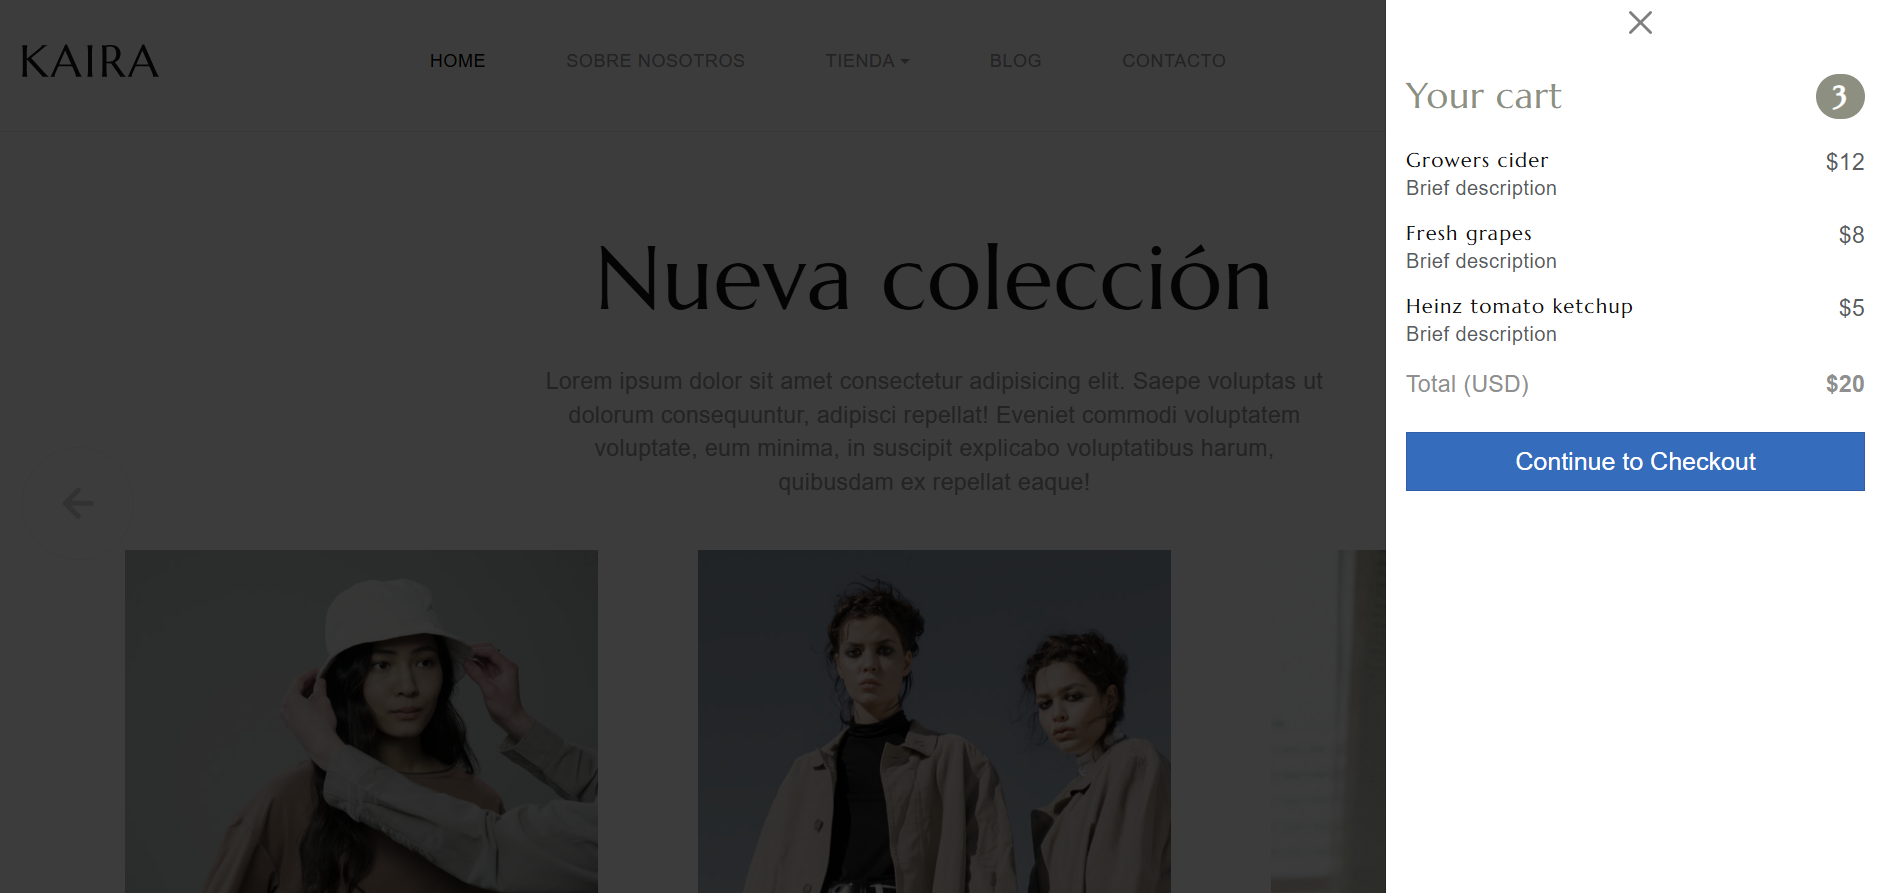 KAIRA
HOME
SOBRE NOSOTROS
TIENDA
BLOG
CONTACTO
Nueva colección
Lorem ipsum dolor sit amet consectetur adipisicing elit. Saepe voluptas ut
dolorum consequuntur, adipisci repellat! Eveniet commodi voluptatem
voluptate, eum minima, in suscipit explicabo voluptatibus harum,
quibusdam ex repellat eaque!
Your cart 3
Growers cider $12
Brief description
Fresh grapes $8
Brief description
Heinz tomato ketchup $5
Brief description
Total (USD) $20
Continue to Checkout